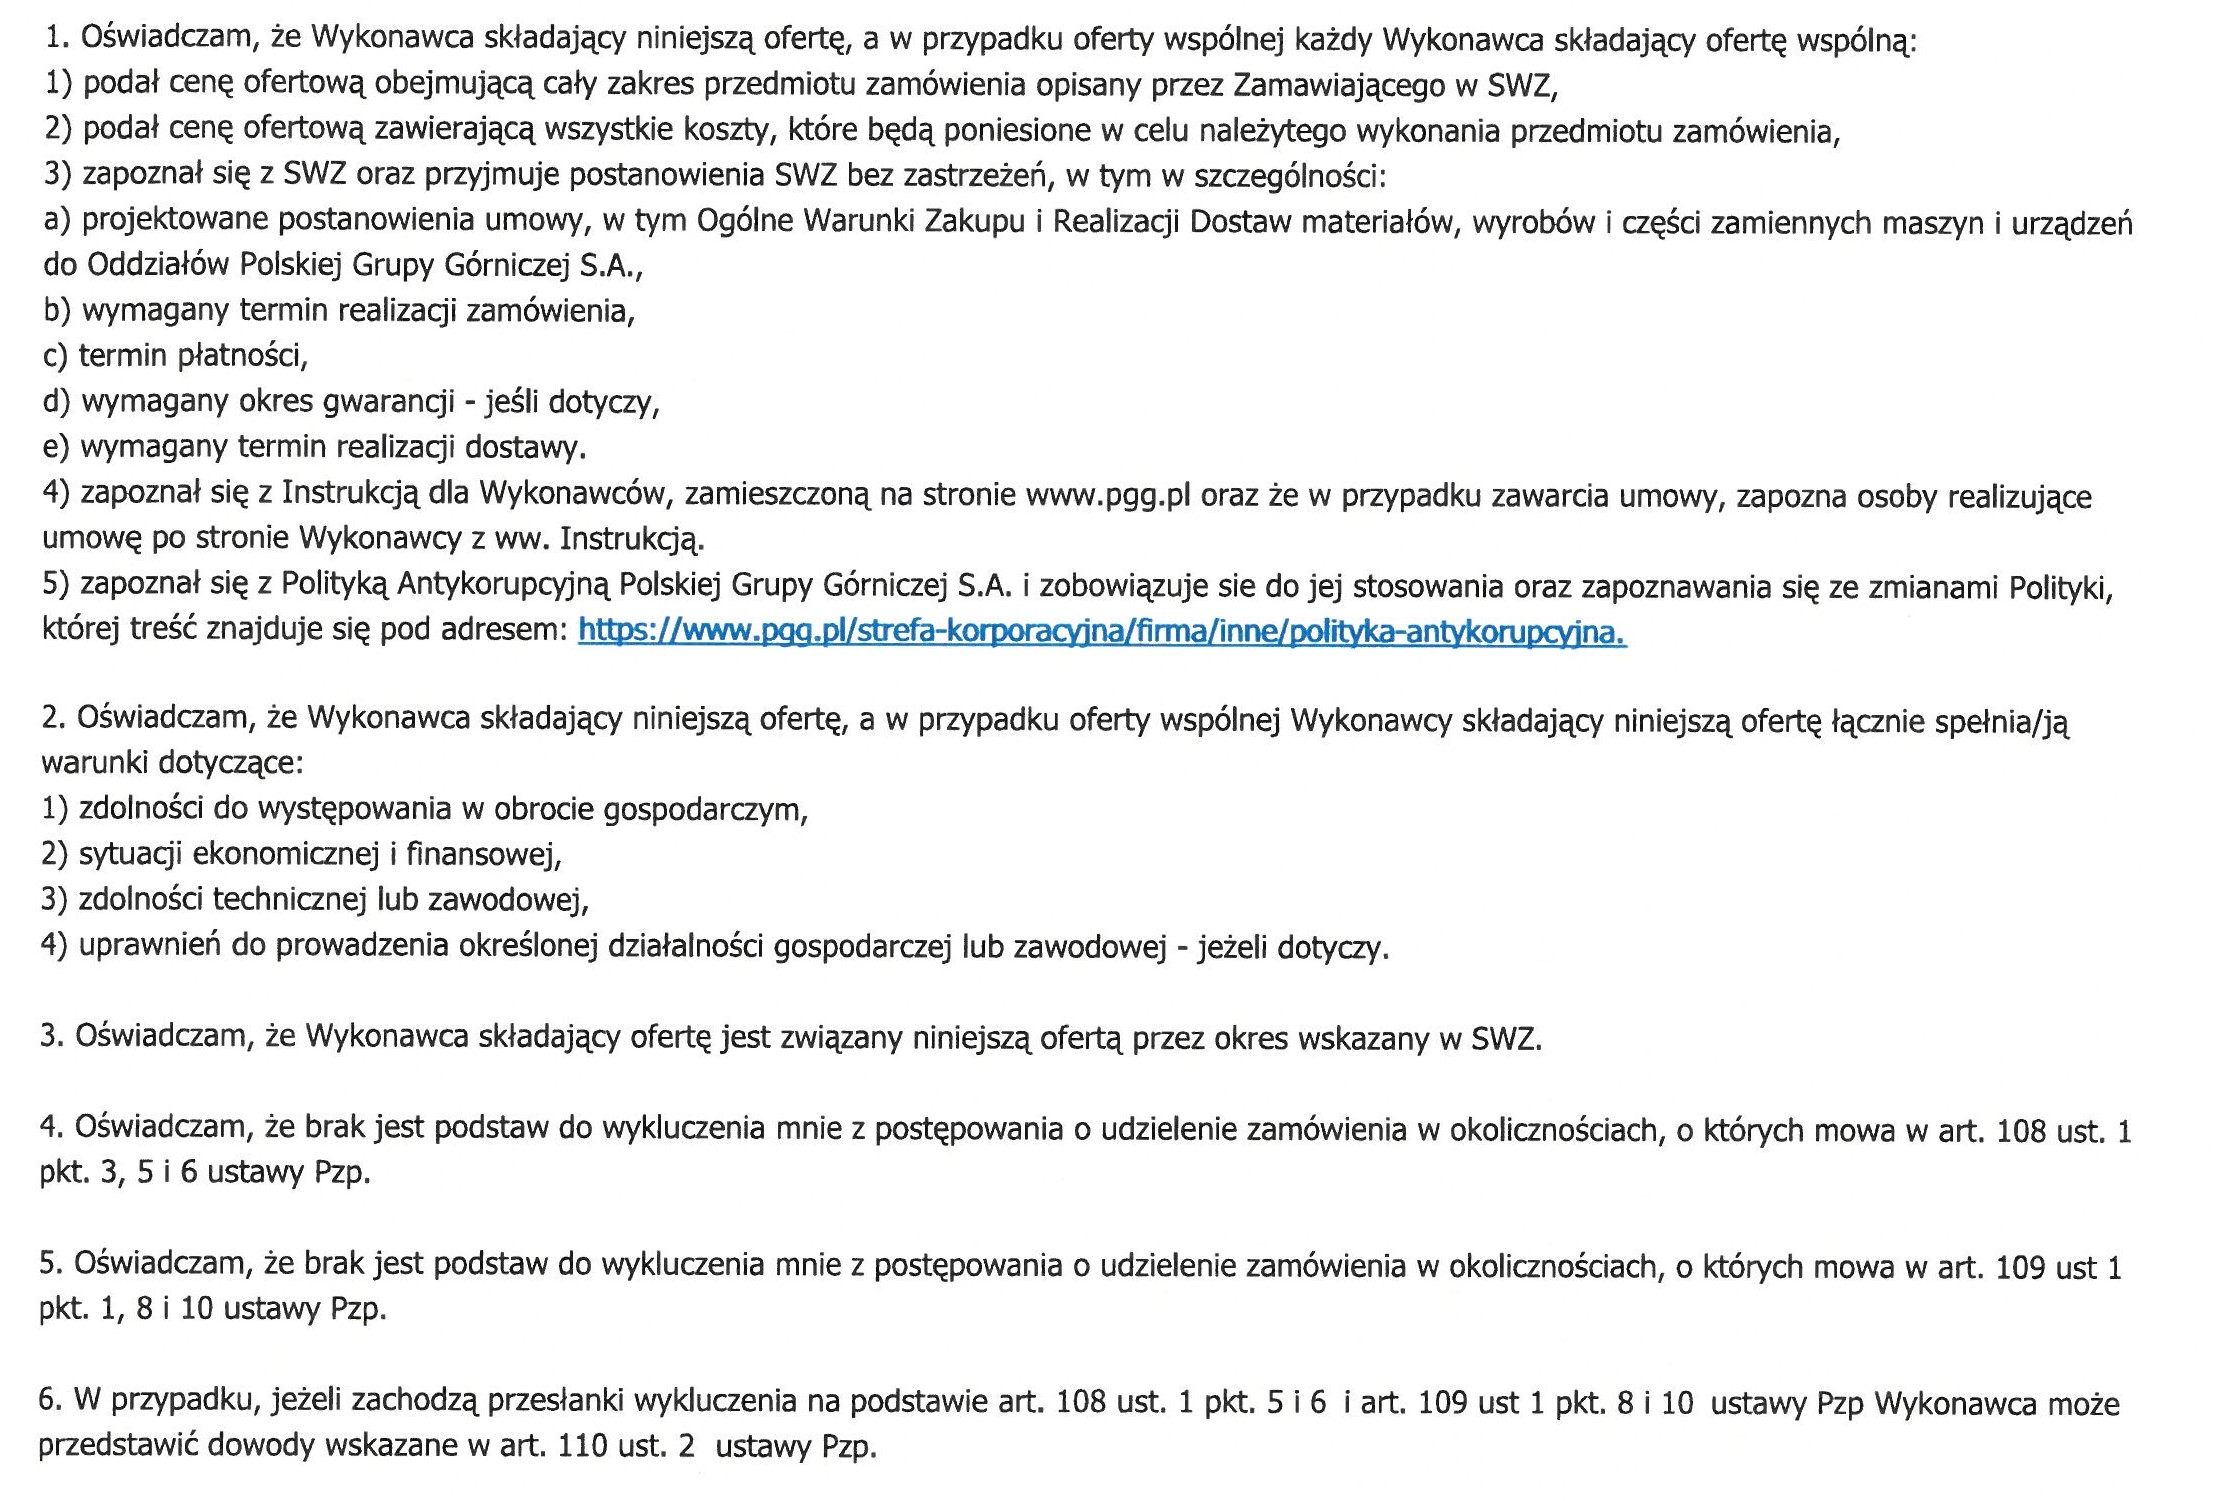 1. Oświadczam, że Wykonawca składający niniejszą ofertę, a w przypadku oferty wspólnej każdy Wykonawca składający ofertę wspólną:
1) podał cenę ofertową obejmującą cały zakres przedmiotu zamówienia opisany przez Zamawiającego w SWZ,
2) podał cenę ofertową zawierającą wszystkie koszty, które będą poniesione w celu należytego wykonania przedmiotu zamówienia,
3) zapoznał się z SWZ oraz przyjmuje postanowienia SWZ bez zastrzeżeń, w tym w szczególności:
a) projektowane postanowienia umowy, w tym Ogólne Warunki Zakupu i Realizacji Dostaw materiałów, wyrobów i części zamiennych maszyn i urządzeń
do Oddziałów Polskiej Grupy Górniczej S.A.,
b) wymagany termin realizacji zamówienia,
c) termin płatności,
d) wymagany okres gwarancji - jeśli dotyczy,
e) wymagany termin realizacji dostawy.
4) zapoznał się z Instrukcją dla Wykonawców, zamieszczoną na stronie www.pgg.pl oraz że w przypadku zawarcia umowy, zapozna osoby realizujące
umowę po stronie Wykonawcy z ww. Instrukcją.
5) zapoznał się z Polityką Antykorupcyjną Polskiej Grupy Górniczej S.A. i zobowiązuje sie do jej stosowania oraz zapoznawania się ze zmianami Polityki,
której treść znajduje się pod adresem: https://www.pgg.pl/strefa-korporacyjna/firma/inne/polityka-antykorupcyjna.
2. Oświadczam, że Wykonawca składający niniejszą ofertę, a w przypadku oferty wspólnej Wykonawcy składający niniejszą ofertę łącznie spełnia/ją
warunki dotyczące:
1) zdolności do występowania w obrocie gospodarczym,
2) sytuacji ekonomicznej i finansowej,
3) zdolności technicznej lub zawodowej,
4) uprawnień do prowadzenia określonej działalności gospodarczej lub zawodowej - jeżeli dotyczy.
3. Oświadczam, że Wykonawca składający ofertę jest związany niniejszą ofertą przez okres wskazany w SWZ.
4. Oświadczam, że brak jest podstaw do wykluczenia mnie z postępowania o udzielenie zamówienia w okolicznościach, o których mowa w art. 108 ust. 1
pkt. 3, 5 i 6 ustawy Pzp.
5. Oświadczam, że brak jest podstaw do wykluczenia mnie z postępowania o udzielenie zamówienia w okolicznościach, o których mowa w art. 109 ust 1
pkt. 1, 8 i 10 ustawy Pzp.
6. W przypadku, jeżeli zachodzą przesłanki wykluczenia na podstawie art. 108 ust. 1 pkt. 5 i 6 i art. 109 ust 1 pkt. 8 i 10 ustawy Pzp Wykonawca może
przedstawić dowody wskazane w art. 110 ust. 2 ustawy Pzp.